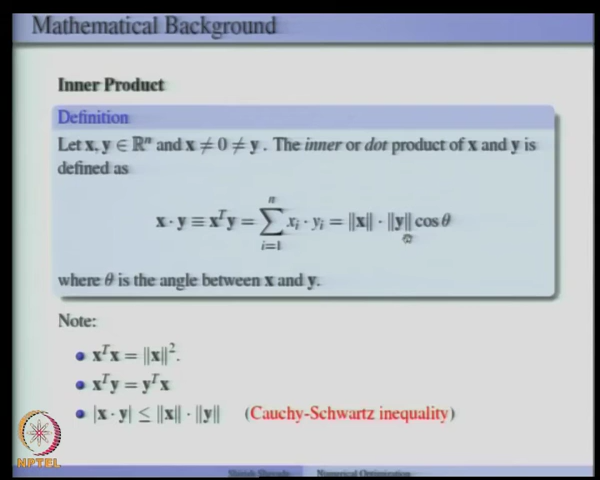 Mathematical Background
Inner Product
Definition
Let x, y ∈ ℝⁿ and x ≠ 0 ≠ y . The inner or dot product of x and y is
defined as
x · y ≡ xᵀy = ∑ᵢ₌₁ⁿ xᵢ · yᵢ = ||x|| · ||y|| cos θ
where θ is the angle between x and y.
Note:
xᵀx = ||x||².
xᵀy = yᵀx
|x · y| ≤ ||x|| · ||y|| (Cauchy-Schwartz inequality)
NPTEL
Numerical Optimization